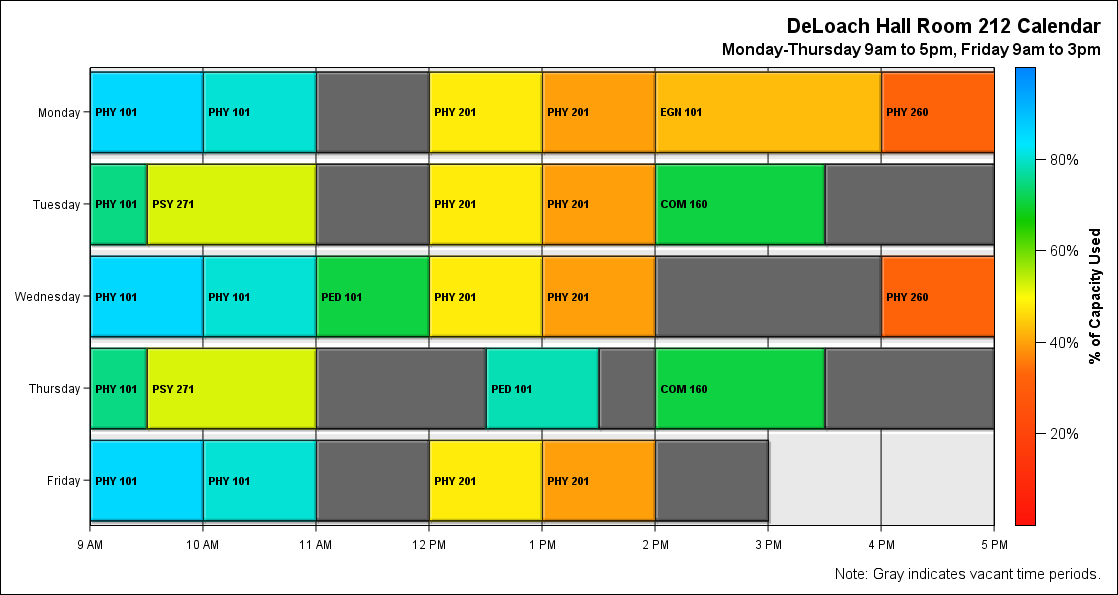 DeLoach Hall Room 212 Calendar
Monday-Thursday 9am to 5pm, Friday 9am to 3pm
Monday PHY 101 PHY 101 PHY 201 PHY 201 EGN 101 PHY 260
Tuesday PHY 101 PSY 271 PHY 201 PHY 201 COM 160
Wednesday PHY 101 PHY 101 PED 101 PHY 201 PHY 201 PHY 260
Thursday PHY 101 PSY 271 PED 101 COM 160
Friday PHY 101 PHY 101 PHY 201 PHY 201
9 AM 10 AM 11 AM 12 PM 1 PM 2 PM 3 PM 4 PM 5 PM
80%
60%
40%
20%
% of Capacity Used
Note: Gray indicates vacant time periods.